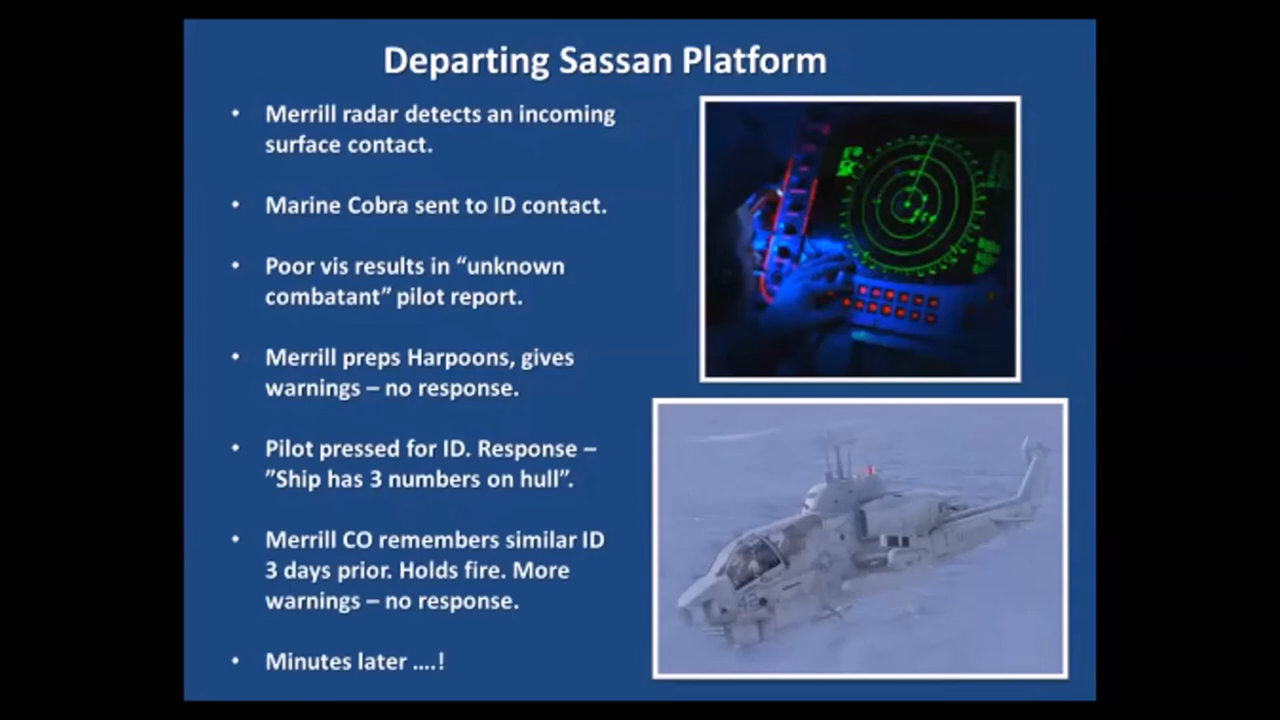 Departing Sassan Platform
• Merrill radar detects an incoming
surface contact.
• Marine Cobra sent to ID contact.
• Poor vis results in “unknown
combatant” pilot report.
• Merrill preps Harpoons, gives
warnings – no response.
• Pilot pressed for ID. Response –
”Ship has 3 numbers on hull”.
• Merrill CO remembers similar ID
3 days prior. Holds fire. More
warnings – no response.
• Minutes later ....!
42